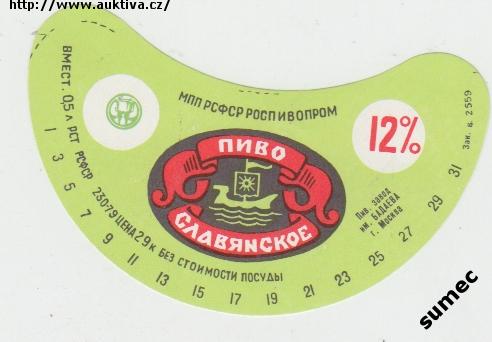 http://www.auktiva.cz/
МПП РСФСР РОСПИВОПРОМ
12%
ПИВО
СЛАВЯНСКОЕ
ВМЕСТ. 0,5 л РСТ РСФСР 230-79 ЦЕНА 29 к БЕЗ СТОИМОСТИ ПОСУДЫ
Пив. завод
им. БАДАЕВА
г. Москва
Зак. в. 2559
1 3 5 7 9 11 13 15 17 19 21 23 25 27 29 31
sumec